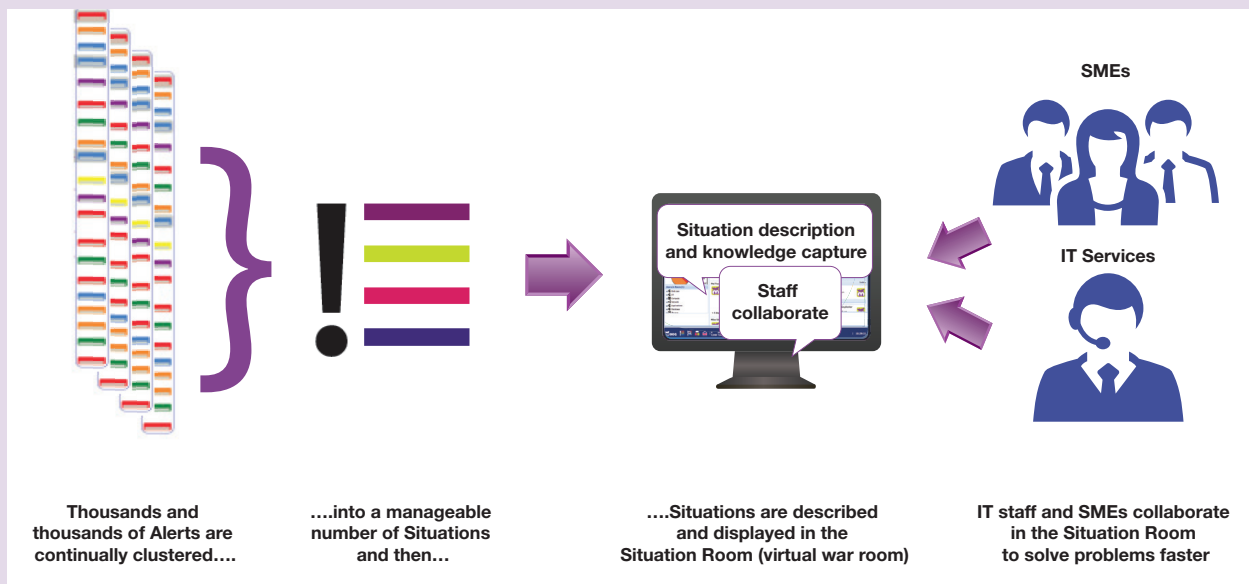 SMEs
Situation description
and knowledge capture
Staff
collaborate
IT Services
Thousands and
thousands of Alerts are
continually clustered....
....into a manageable
number of Situations
and then...
....Situations are described
and displayed in the
Situation Room (virtual war room)
IT staff and SMEs collaborate
in the Situation Room
to solve problems faster